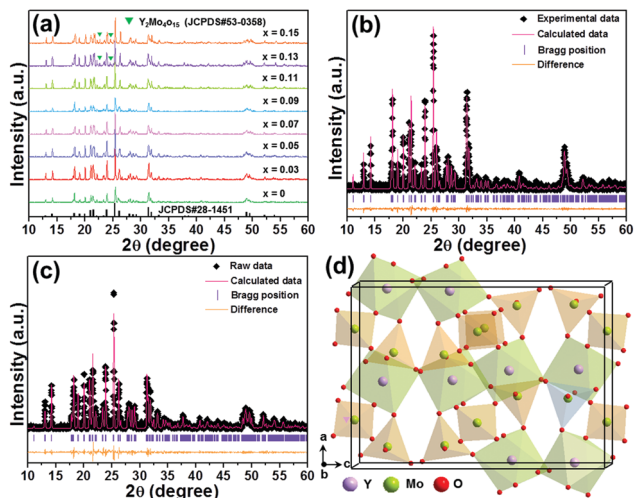 (a)
Y2Mo4o15 (JCPDS#53-0358)
x = 0.15
x = 0.13
x = 0.11
x = 0.09
x = 0.07
x = 0.05
x = 0.03
x = 0
JCPDS#28-1451
Intensity (a.u.)
10 15 20 25 30 35 40 45 50 55 60
2θ (degree)
(b)
Experimental data
Calculated data
Bragg position
Difference
Intensity (a.u.)
10 15 20 25 30 35 40 45 50 55 60
2θ (degree)
(c)
Raw data
Calculated data
Bragg position
Difference
Intensity (a.u.)
10 15 20 25 30 35 40 45 50 55 60
2θ (degree)
(d)
a
b
c
Y Mo O